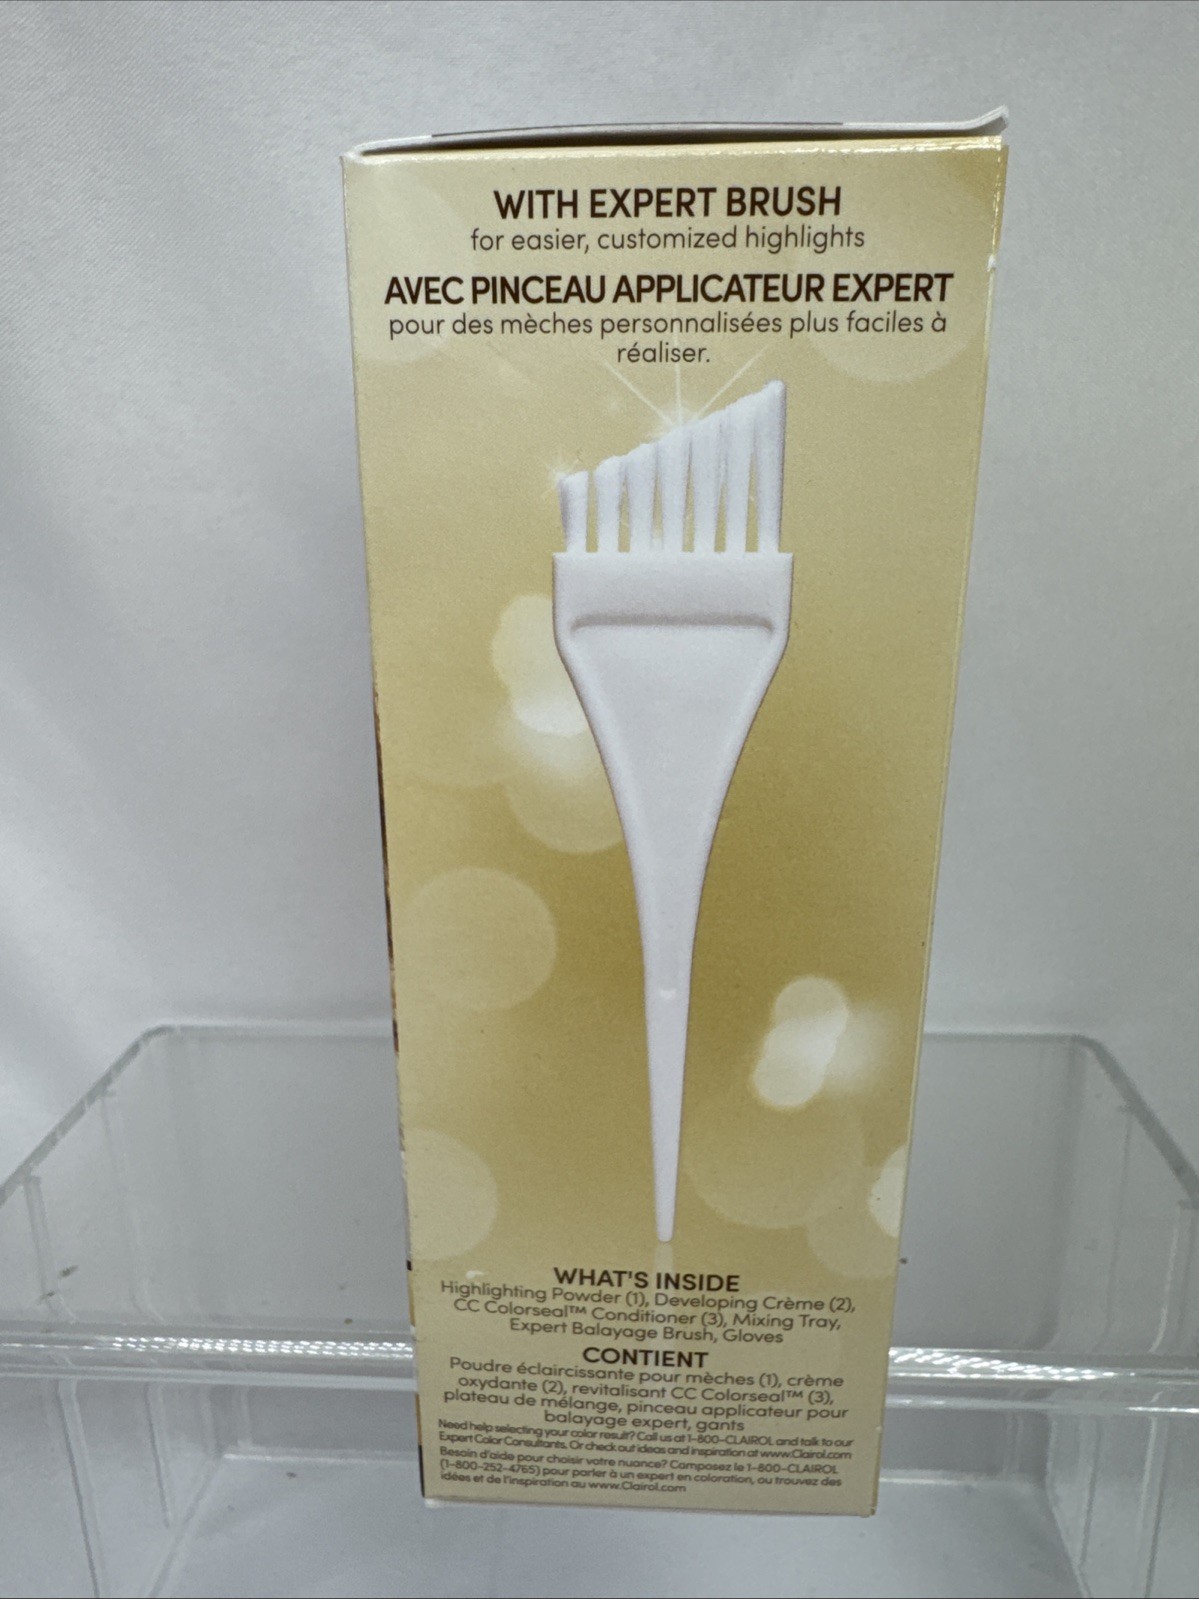 WITH EXPERT BRUSH
for easier, customized highlights
AVEC PINCEAU APPLICATEUR EXPERT
pour des mèches personnalisées plus faciles à
réaliser.
WHAT'S INSIDE
Highlighting Powder (1), Developing Crème (2),
CC Colorseal™ Conditioner (3), Mixing Tray,
Expert Balayage Brush, Gloves
CONTIENT
Poudre éclaircissante pour mèches (1), crème
oxydante (2), revitalisant CC Colorseal™ (3),
plateau de mélange, pinceau applicateur pour
balayage expert, gants
Need help selecting your color result? Call us at 1-800-CLAIROL and talk to our
Expert Color Consultants. Or check out ideas and inspiration at www.Clairol.com
Besoin d'aide pour choisir votre nuance? Composez le 1-800-CLAIROL
(1-800-252-4765) pour parler à un expert en coloration, ou trouvez des
idées et de l'inspiration au www.Clairol.com